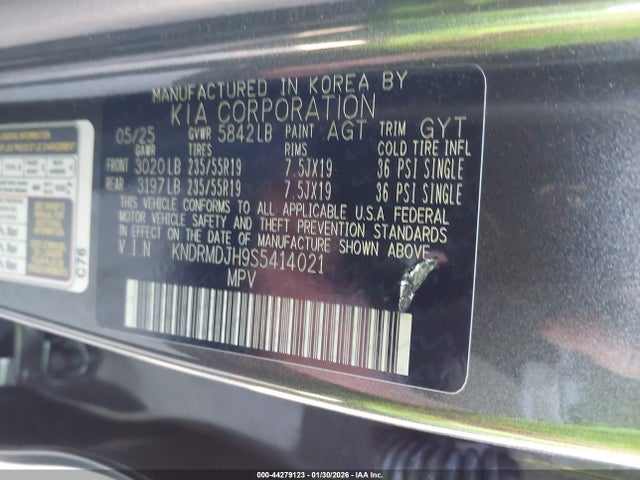 MANUFACTURED IN KOREA BY
KIA CORPORATION
05/25 GVWR 5842LB PAINT AGT TRIM GYT
GAWR TIRES RIMS COLD TIRE INFL
FRONT 3020LB 235/55R19 7.5JX19 36 PSI SINGLE
REAR 3197LB 235/55R19 7.5JX19 36 PSI SINGLE
THIS VEHICLE CONFORMS TO ALL APPLICABLE U.S.A FEDERAL
MOTOR VEHICLE SAFETY AND THEFT PREVENTION STANDARDS
IN EFFECT ON THE DATE OF MANUFACTURE SHOWN ABOVE.
V.I.N KNDRMDJH9S5414021
MPV
LOADING INFORMATION
C76
000-44279123 - 01/30/2026 - IAA Inc.